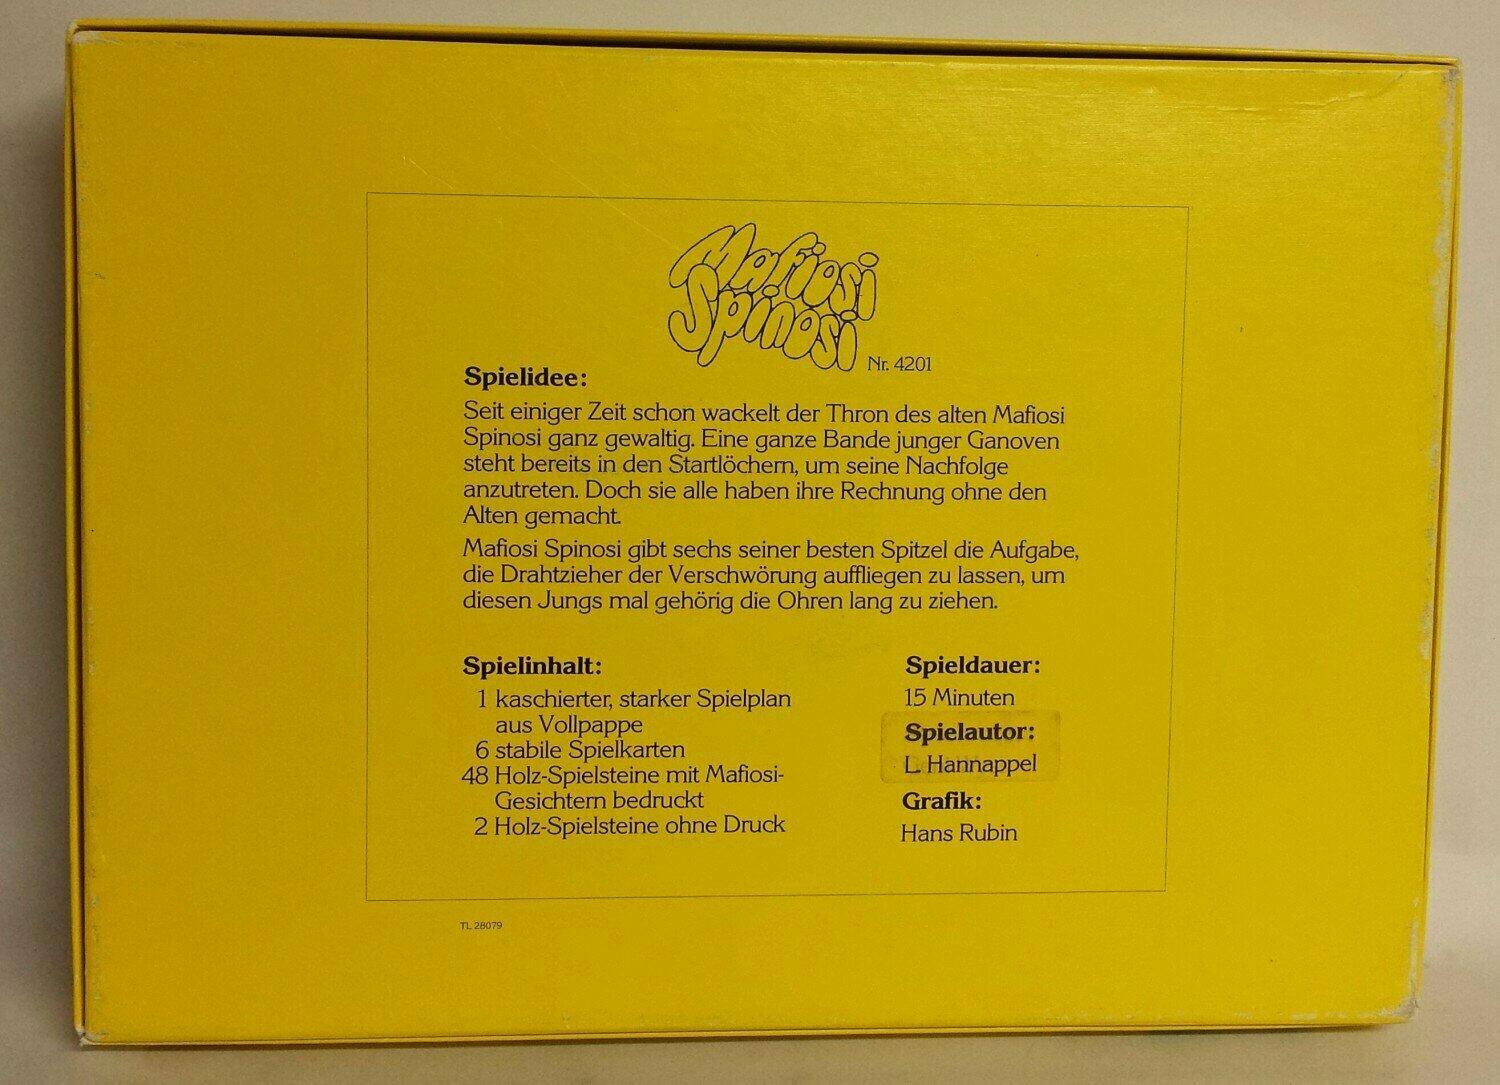 Mafiosi
Spinosi
Nr. 4201
Spielidee:
Seit einiger Zeit schon wackelt der Thron des alten Mafiosi
Spinosi ganz gewaltig. Eine ganze Bande junger Ganoven
steht bereits in den Startlöchern, um seine Nachfolge
anzutreten. Doch sie alle haben ihre Rechnung ohne den
Alten gemacht.
Mafiosi Spinosi gibt sechs seiner besten Spitzel die Aufgabe,
die Drahtzieher der Verschwörung auffliegen zu lassen, um
diesen Jungs mal gehörig die Ohren lang zu ziehen.
Spielinhalt:
1 kaschierter, starker Spielplan
aus Vollpappe
6 stabile Spielkarten
48 Holz-Spielsteine mit Mafiosi-
Gesichtern bedruckt
2 Holz-Spielsteine ohne Druck
Spieldauer:
15 Minuten
Spielautor:
L. Hannappel
Grafik:
Hans Rubin
TL 28079